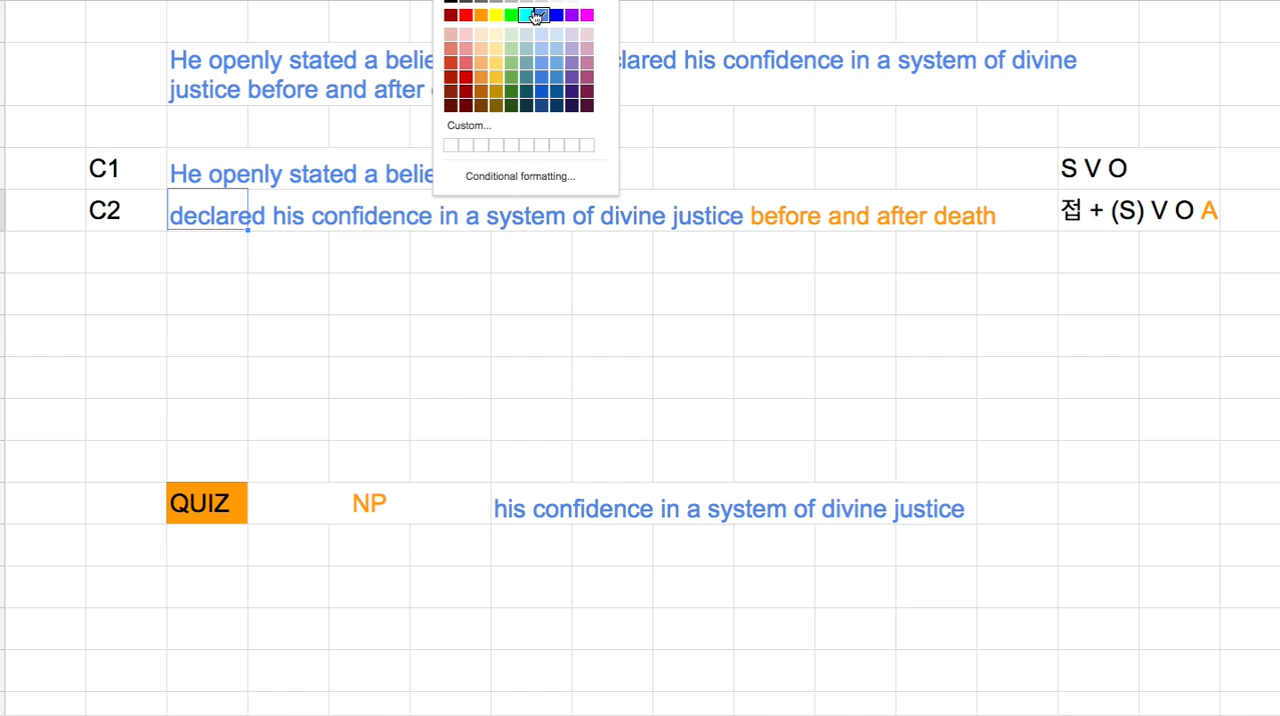 He openly stated a belie lared his confidence in a system of divine
justice before and after
Custom...
Conditional formatting...
C1 He openly stated a belie S V O
C2 declared his confidence in a system of divine justice before and after death 접 + (S) V O A
QUIZ NP his confidence in a system of divine justice